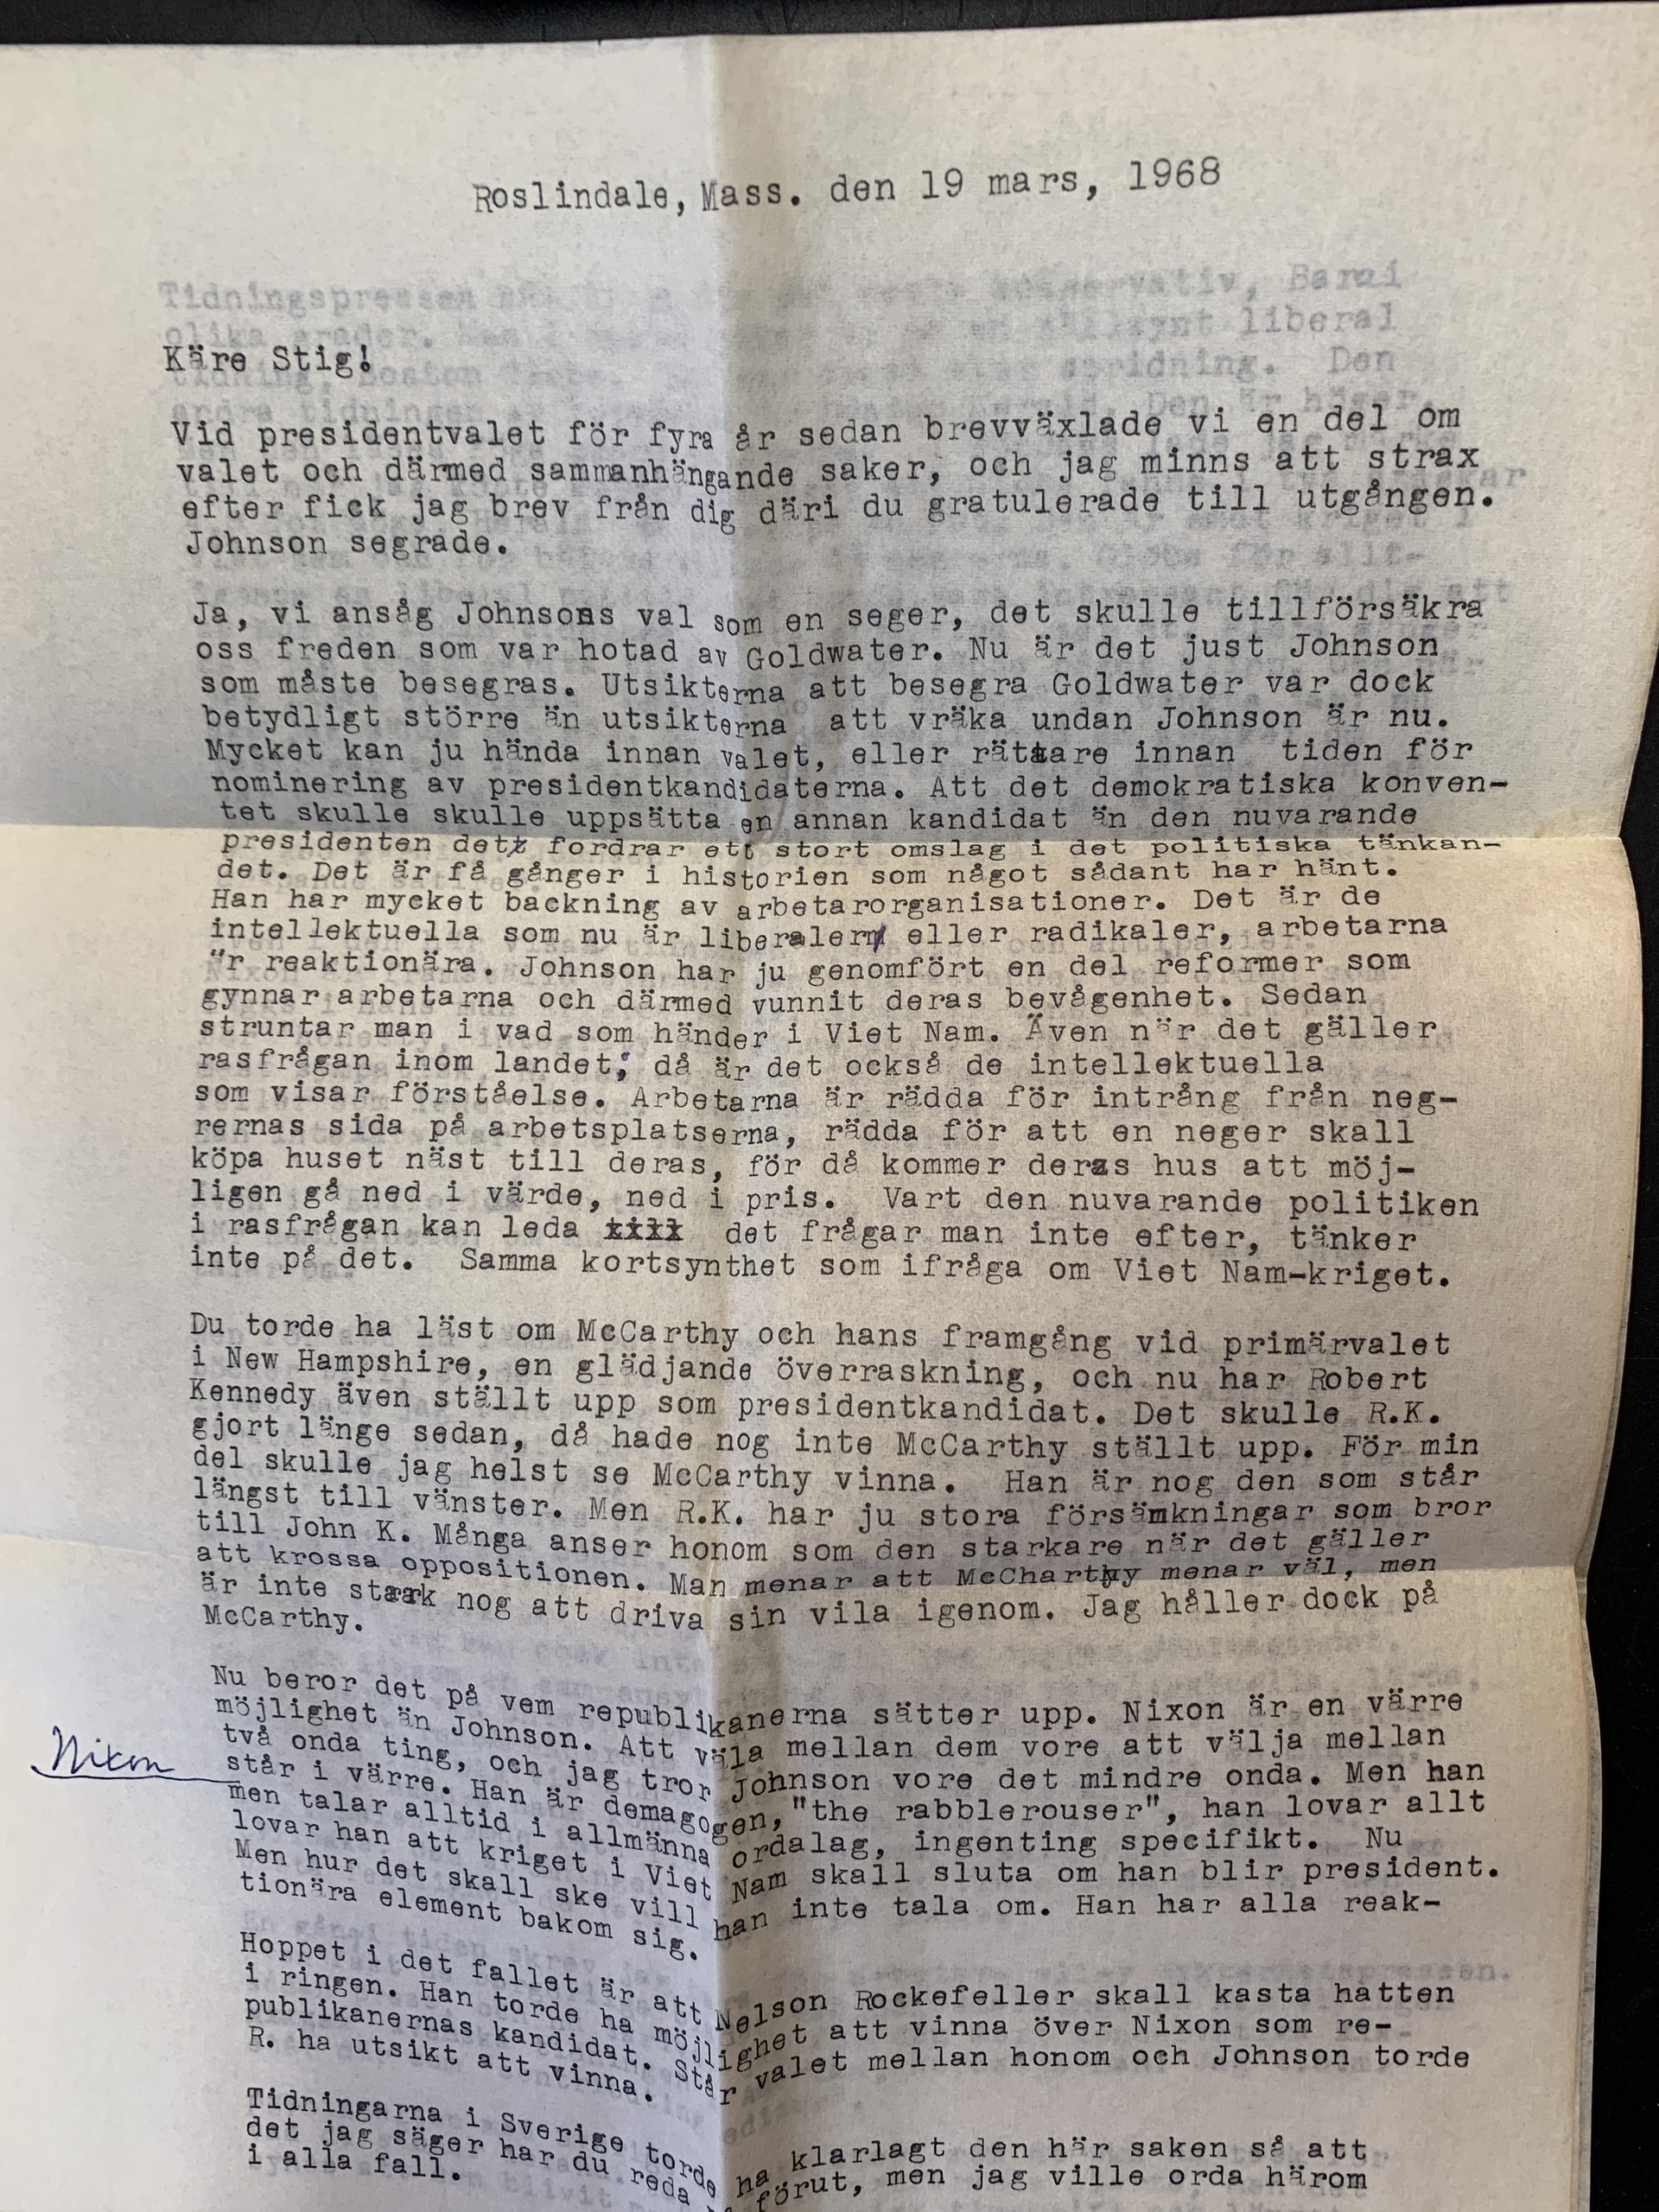 Roslindale, Mass. den 19 mars, 1968
Käre Stig!
Vid presidentvalet för fyra år sedan brevväxlade vi en del om
valet och därmed sammanhängande saker, och jag minns att strax
efter fick jag brev från dig däri du gratulerade till utgången.
Johnson segrade.
Ja, vi ansåg Johnsons val som en seger, det skulle tillförsäkra
oss freden som var hotad av Goldwater. Nu är det just Johnson
som måste besegras. Utsikterna att besegra Goldwater var dock
betydligt större än utsikterna att vräka undan Johnson är nu.
Mycket kan ju hända innan valet, eller rättare innan tiden för
nominering av presidentkandidaterna. Att det demokratiska konven-
tet skulle skulle uppsätta en annan kandidat än den nuvarande
presidenten det fordrar ett stort omslag i det politiska tänkan-
det. Det är få gånger i historien som något sådant har hänt.
Han har mycket backning av arbetarorganisationer. Det är de
intellektuella som nu är liberaler eller radikaler, arbetarna
"r reaktionära. Johnson har ju genomfört en del reformer som
gynnar arbetarna och därmed vunnit deras bevågenhet. Sedan
struntar man i vad som händer i Viet Nam. Även när det gäller
rasfrågan inom landet; då är det också de intellektuella
som visar förståelse. Arbetarna är rädda för intrång från neg-
rernas sida på arbetsplatserna, rädda för att en neger skall
köpa huset näst till deras, för då kommer deras hus att möj-
ligen gå ned i värde, ned i pris. Vart den nuvarande politiken
i rasfrågan kan leda till det frågar man inte efter, tänker
inte på det. Samma kortsynthet som ifråga om Viet Nam-kriget.
Du torde ha läst om McCarthy och hans framgång vid primärvalet
i New Hampshire, en glädjande överraskning, och nu har Robert
Kennedy även ställt upp som presidentkandidat. Det skulle R.K.
gjort länge sedan, då hade nog inte McCarthy ställt upp. För min
del skulle jag helst se McCarthy vinna. Han är nog den som står
längst till vänster. Men R.K. har ju stora försämkningar som bror
till John K. Många anser honom som den starkare när det gäller
att krossa oppositionen. Man menar att McCharthy menar väl, men
är inte stark nog att driva sin vila igenom. Jag håller dock på
McCarthy.
Nu beror det på vem republikanerna sätter upp. Nixon är en värre
möjlighet än Johnson. Att väla mellan dem vore att välja mellan
två onda ting, och jag tror Johnson vore det mindre onda. Men han
Nixon
står i värre. Han är demagogen,"the rabblerouser", han lovar allt
men talar alltid i allmänna ordalag, ingenting specifikt. Nu
lovar han att kriget i Viet Nam skall sluta om han blir president.
Men hur det skall ske vill han inte tala om. Han har alla reak-
tionära element bakom sig.
Hoppet i det fallet är att Nelson Rockefeller skall kasta hatten
i ringen. Han torde ha möjlighet att vinna över Nixon som re-
publikanernas kandidat. Står valet mellan honom och Johnson torde
R. ha utsikt att vinna.
Tidningarna i Sverige torde ha klarlagt den här saken så att
det jag säger har du reda på förut, men jag ville orda härom
i alla fall.